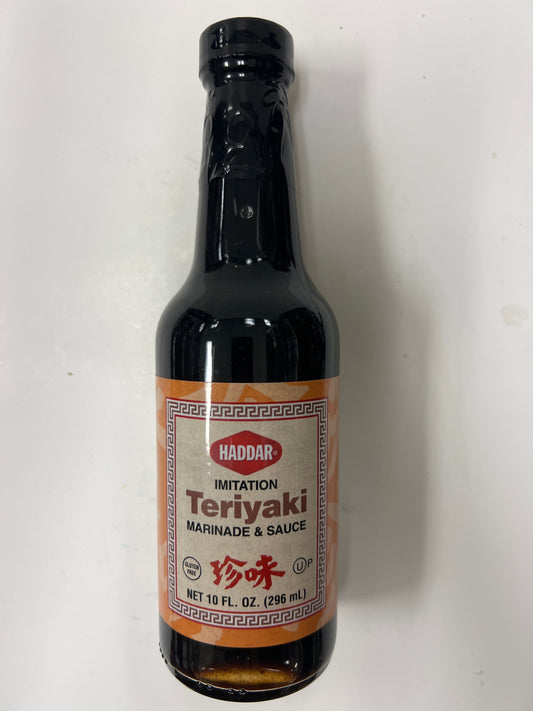 HADDAR®
IMITATION
Teriyaki
MARINADE & SAUCE
GLUTEN FREE 珍味 U P
NET 10 FL. OZ. (296 mL)